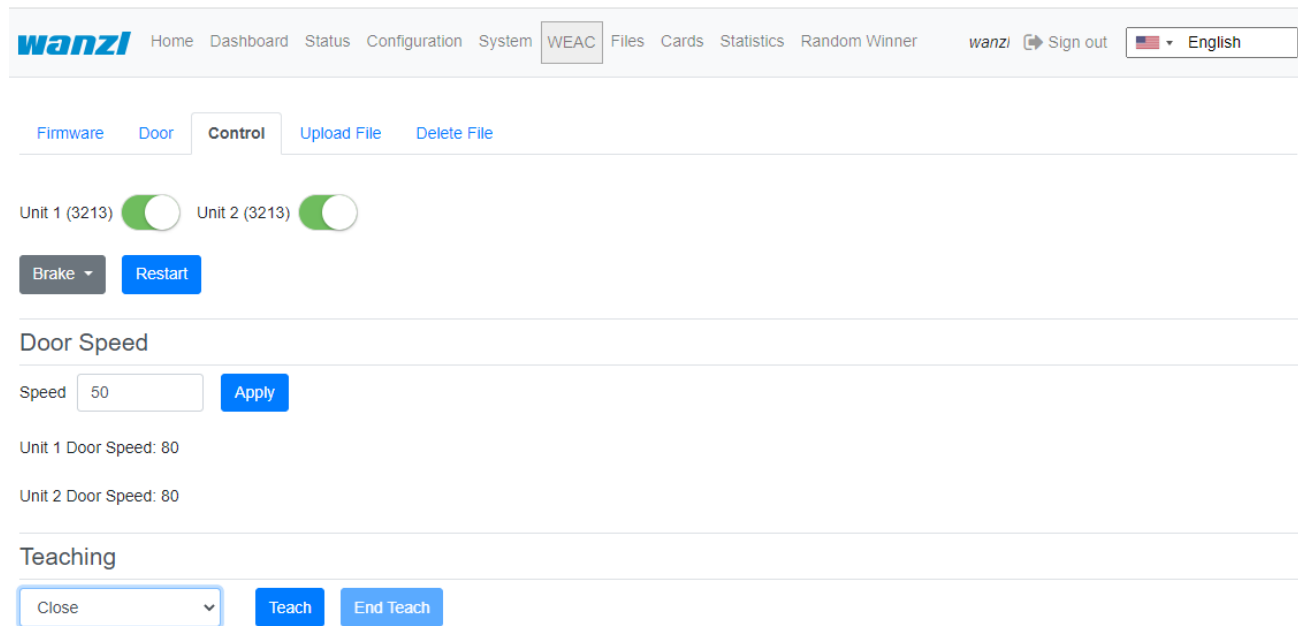 wanzl Home Dashboard Status Configuration System WEAC Files Cards Statistics Random Winner wanzl Sign out English
Firmware Door Control Upload File Delete File
Unit 1 (3213) Unit 2 (3213)
Brake Restart
Door Speed
Speed 50 Apply
Unit 1 Door Speed: 80
Unit 2 Door Speed: 80
Teaching
Close Teach End Teach